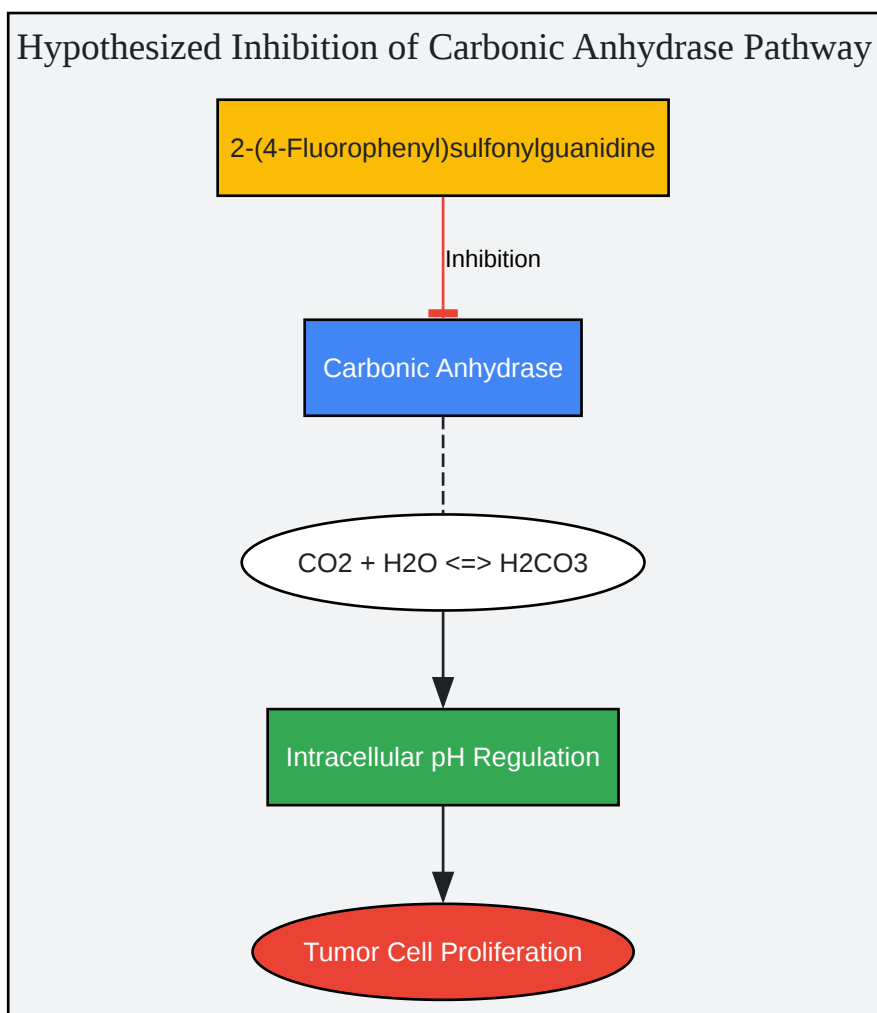 Hypothesized Inhibition of Carbonic Anhydrase Pathway
2-(4-Fluorophenyl)sulfonylguanidine
Inhibition
Carbonic Anhydrase
CO2 + H2O <=> H2CO3
Intracellular pH Regulation
Tumor Cell Proliferation